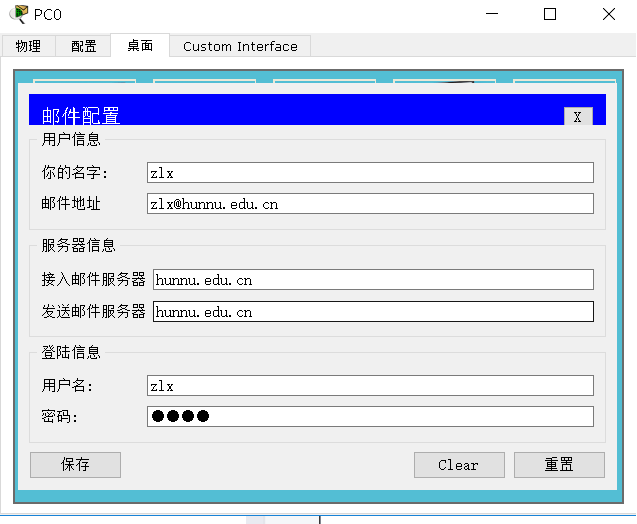 PC0
物理 配置 桌面 Custom Interface
邮件配置 X
用户信息
你的名字: zlx
邮件地址 zlx@hunnu.edu.cn
服务器信息
接入邮件服务器 hunnu.edu.cn
发送邮件服务器 hunnu.edu.cn
登陆信息
用户名: zlx
密码: ●●●●
保存 Clear 重置